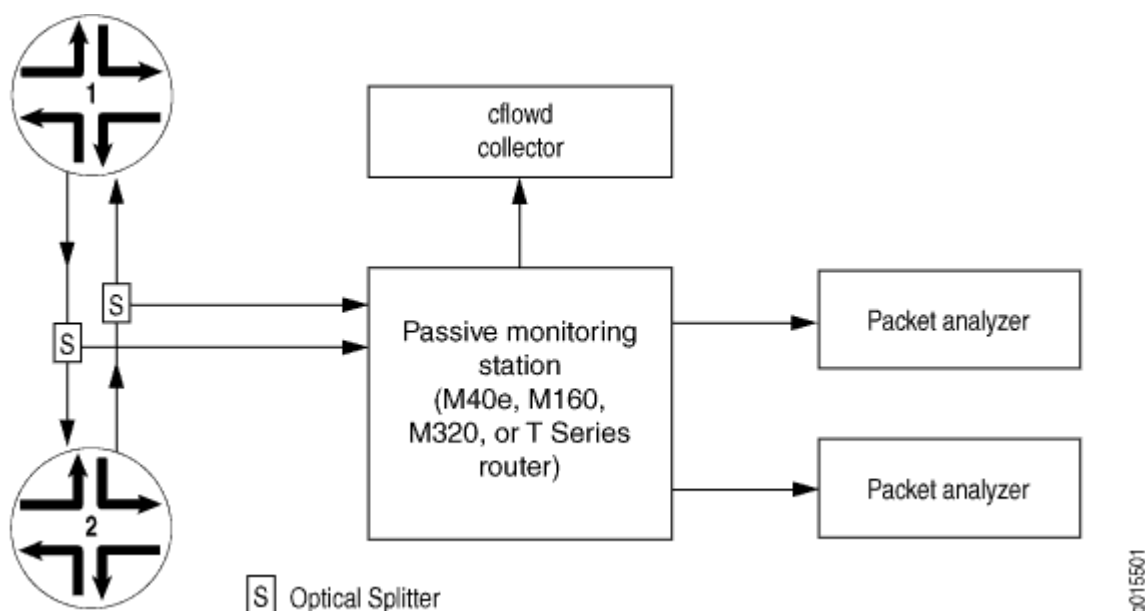 1
cflowd
collector
S
S
Passive monitoring
station
(M40e, M160,
M320, or T Series
router)
Packet analyzer
Packet analyzer
2
S Optical Splitter